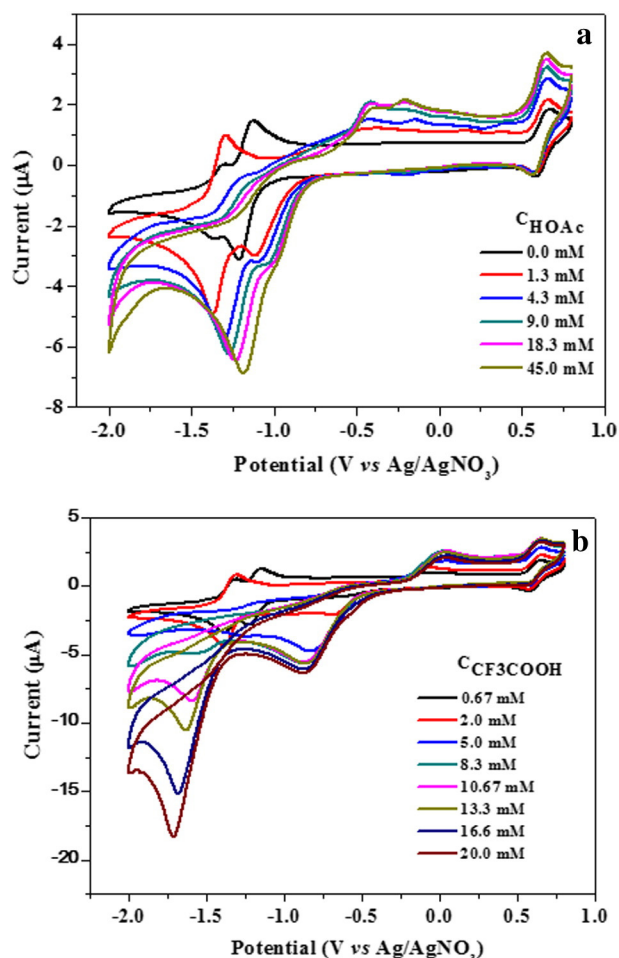 a
4
2
0
-2
-4
-6
-8
Current (μA)
C HOAc
0.0 mM
1.3 mM
4.3 mM
9.0 mM
18.3 mM
45.0 mM
-2.0 -1.5 -1.0 -0.5 0.0 0.5 1.0
Potential (V vs Ag/AgNO3)
b
5
0
-5
-10
-15
-20
Current (μA)
C CF3COOH
0.67 mM
2.0 mM
5.0 mM
8.3 mM
10.67 mM
13.3 mM
16.6 mM
20.0 mM
-2.0 -1.5 -1.0 -0.5 0.0 0.5 1.0
Potential (V vs Ag/AgNO3)